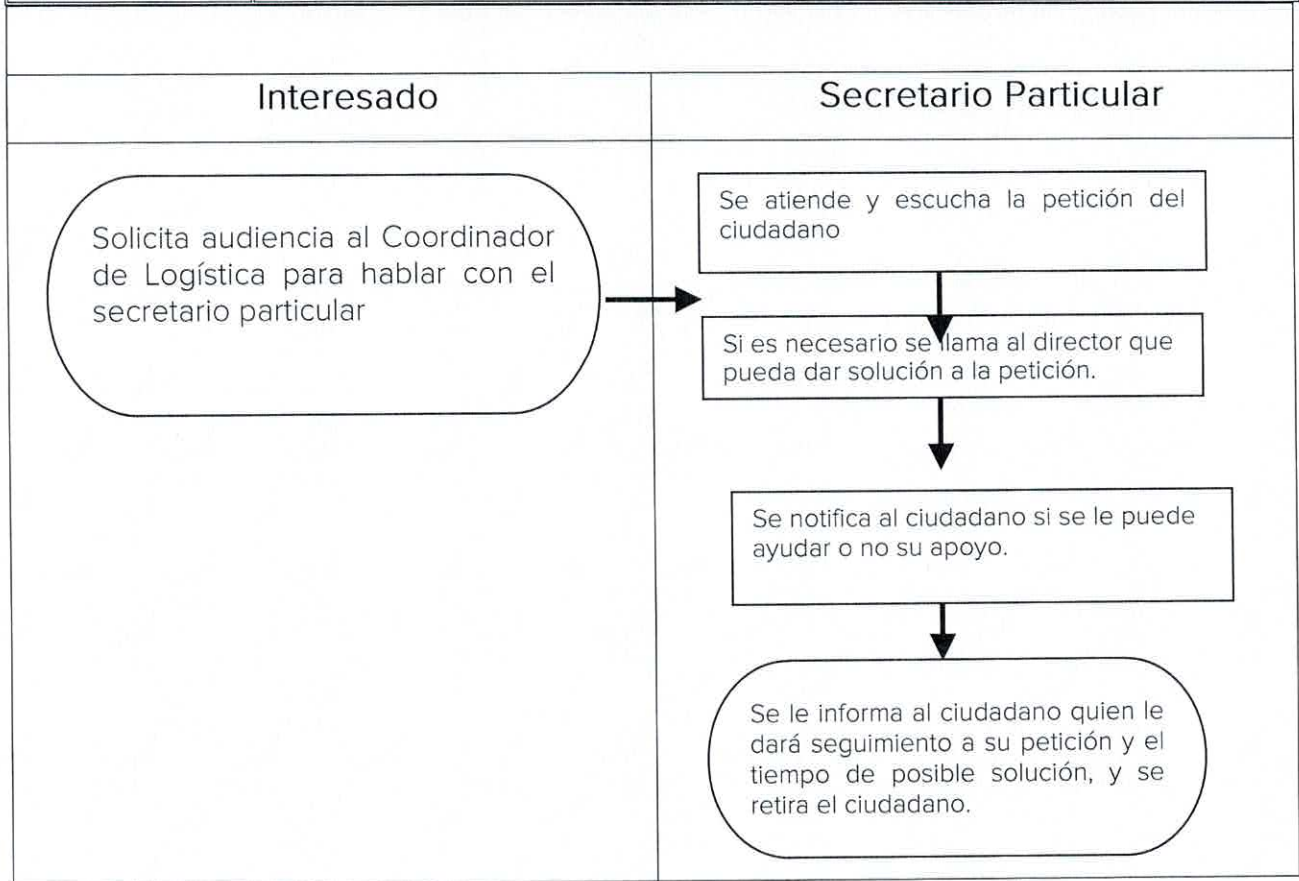 Interesado
Secretario Particular
Solicita audiencia al Coordinador
de Logística para hablar con el
secretario particular
Se atiende y escucha la petición del
ciudadano
Si es necesario se llama al director que
pueda dar solución a la petición.
Se notifica al ciudadano si se le puede
ayudar o no su apoyo.
Se le informa al ciudadano quien le
dará seguimiento a su petición y el
tiempo de posible solución, y se
retira el ciudadano.